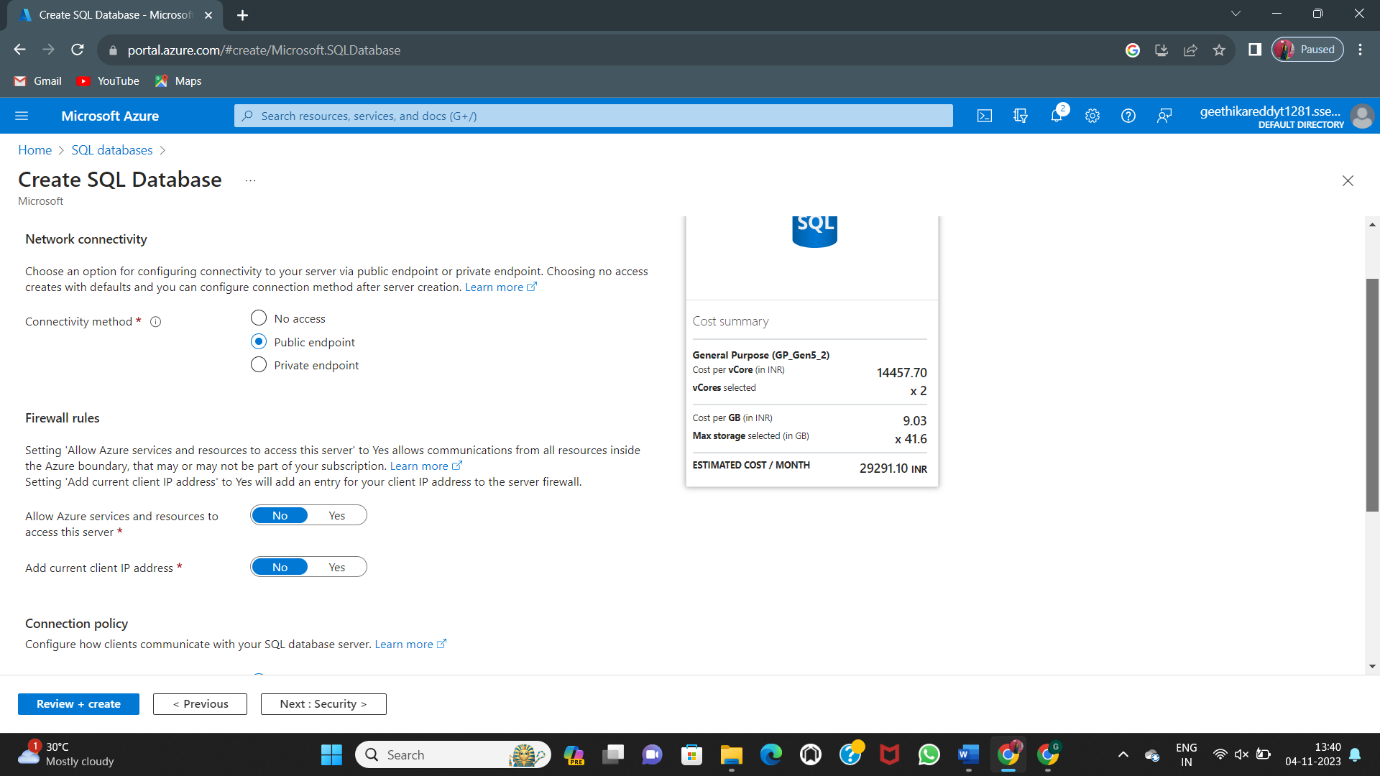 Create SQL Database - Microsof
portal.azure.com/#create/Microsoft.SQLDatabase
Paused
Gmail
YouTube
Maps
Microsoft Azure
Search resources, services, and docs (G+/)
2
geethikareddyt1281.sse...
DEFAULT DIRECTORY
Home > SQL databases >
Create SQL Database ...
Microsoft
Network connectivity
Choose an option for configuring connectivity to your server via public endpoint or private endpoint. Choosing no access
creates with defaults and you can configure connection method after server creation. Learn more
Connectivity method *
No access
Public endpoint
Private endpoint
Firewall rules
Setting 'Allow Azure services and resources to access this server' to Yes allows communications from all resources inside
the Azure boundary, that may or may not be part of your subscription. Learn more
Setting 'Add current client IP address' to Yes will add an entry for your client IP address to the server firewall.
Allow Azure services and resources to
access this server *
No Yes
Add current client IP address *
No Yes
Connection policy
Configure how clients communicate with your SQL database server. Learn more
SQL
Cost summary
General Purpose (GP_Gen5_2)
Cost per vCore (in INR) 14457.70
vCores selected x 2
Cost per GB (in INR) 9.03
Max storage selected (in GB) x 41.6
ESTIMATED COST / MONTH 29291.10 INR
Review + create
< Previous
Next : Security >
1
30°C
Mostly cloudy
Search
PRE
W
G
ENG
IN
13:40
04-11-2023